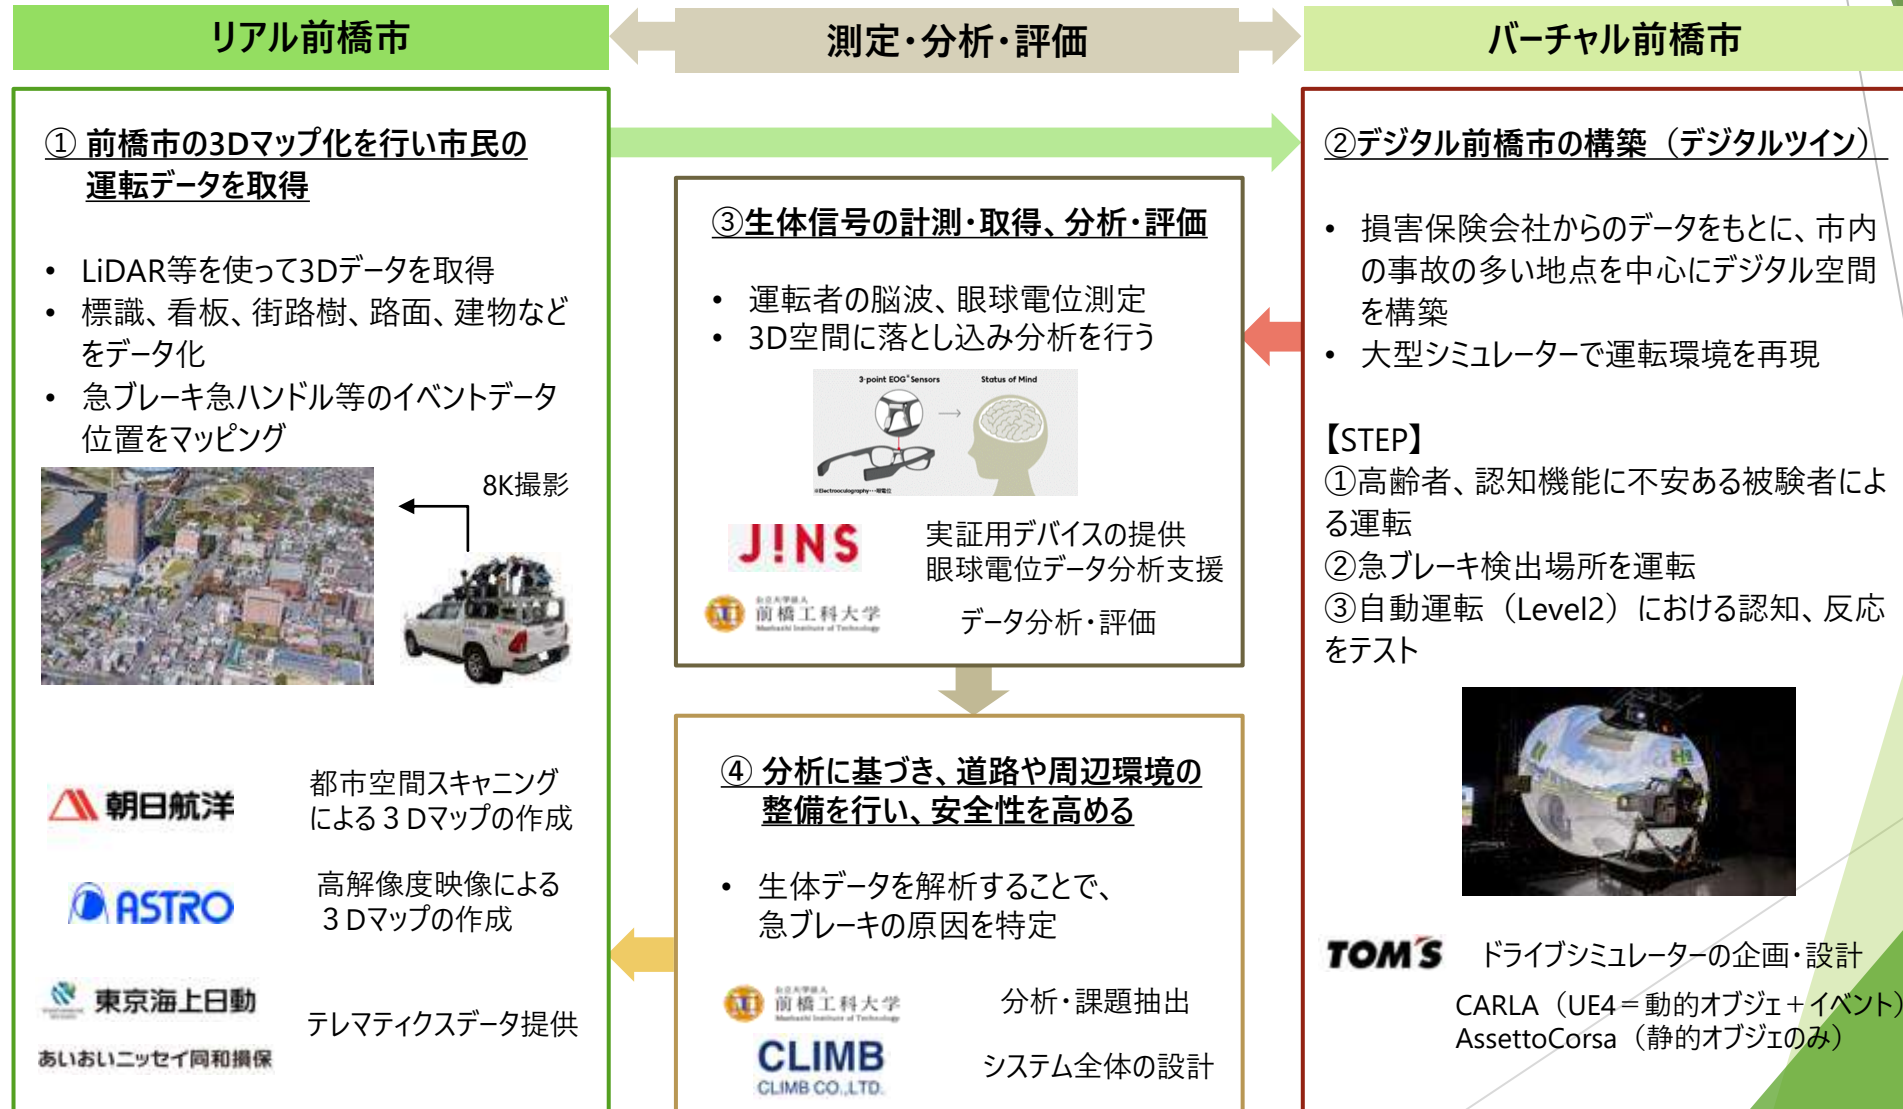 リアル前橋市
測定・分析・評価
バーチャル前橋市
① 前橋市の3Dマップ化を行い市民の
運転データを取得
• LiDAR等を使って3Dデータを取得
• 標識、看板、街路樹、路面、建物など
をデータ化
• 急ブレーキ急ハンドル等のイベントデータ
位置をマッピング
8K撮影
朝日航洋
都市空間スキャニング
による３Dマップの作成
ASTRO
高解像度映像による
３Dマップの作成
東京海上日動
あいおいニッセイ同和損保
テレマティクスデータ提供
③生体信号の計測・取得、分析・評価
• 運転者の脳波、眼球電位測定
• 3D空間に落とし込み分析を行う
3-point EOG* Sensors
Status of Mind
J!NS
実証用デバイスの提供
眼球電位データ分析支援
公立大学法人
前橋工科大学
Maebashi Institute of Technology
データ分析・評価
④ 分析に基づき、道路や周辺環境の
整備を行い、安全性を高める
• 生体データを解析することで、
急ブレーキの原因を特定
公立大学法人
前橋工科大学
Maebashi Institute of Technology
分析・課題抽出
CLIMB
CLIMB CO.,LTD.
システム全体の設計
②デジタル前橋市の構築（デジタルツイン）
• 損害保険会社からのデータをもとに、市内
の事故の多い地点を中心にデジタル空間
を構築
• 大型シミュレーターで運転環境を再現
【STEP】
①高齢者、認知機能に不安ある被験者によ
る運転
②急ブレーキ検出場所を運転
③自動運転（Level2）における認知、反応
をテスト
TOM'S
ドライブシミュレーターの企画・設計
CARLA（UE4＝動的オブジェ＋イベント）
AssettoCorsa（静的オブジェのみ）